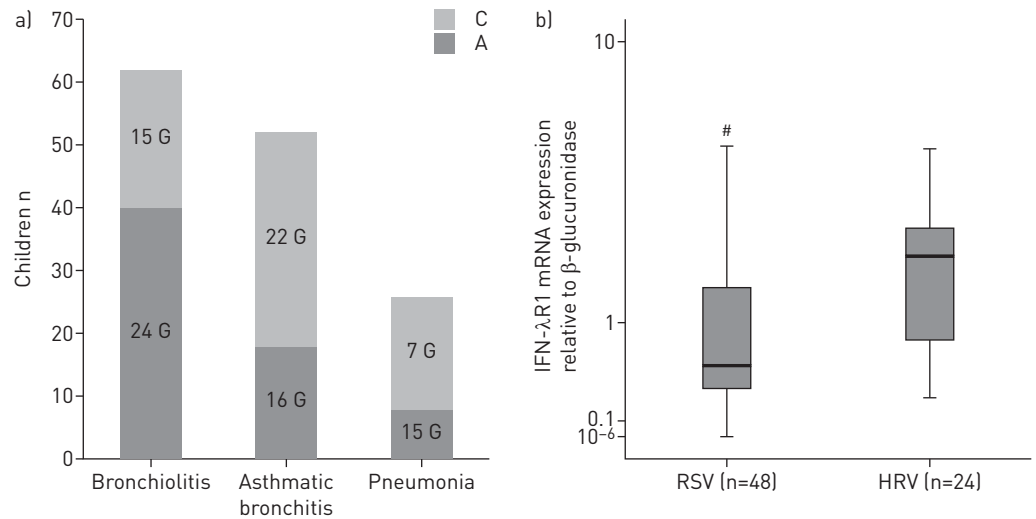 a)
70
60
50
40
30
20
10
0
Children n
C
A
15 G
24 G
22 G
16 G
7 G
15 G
Bronchiolitis
Asthmatic
bronchitis
Pneumonia
b)
10
1
0.1
10⁻⁶
IFN-λR1 mRNA expression
relative to β-glucuronidase
#
RSV (n=48)
HRV (n=24)